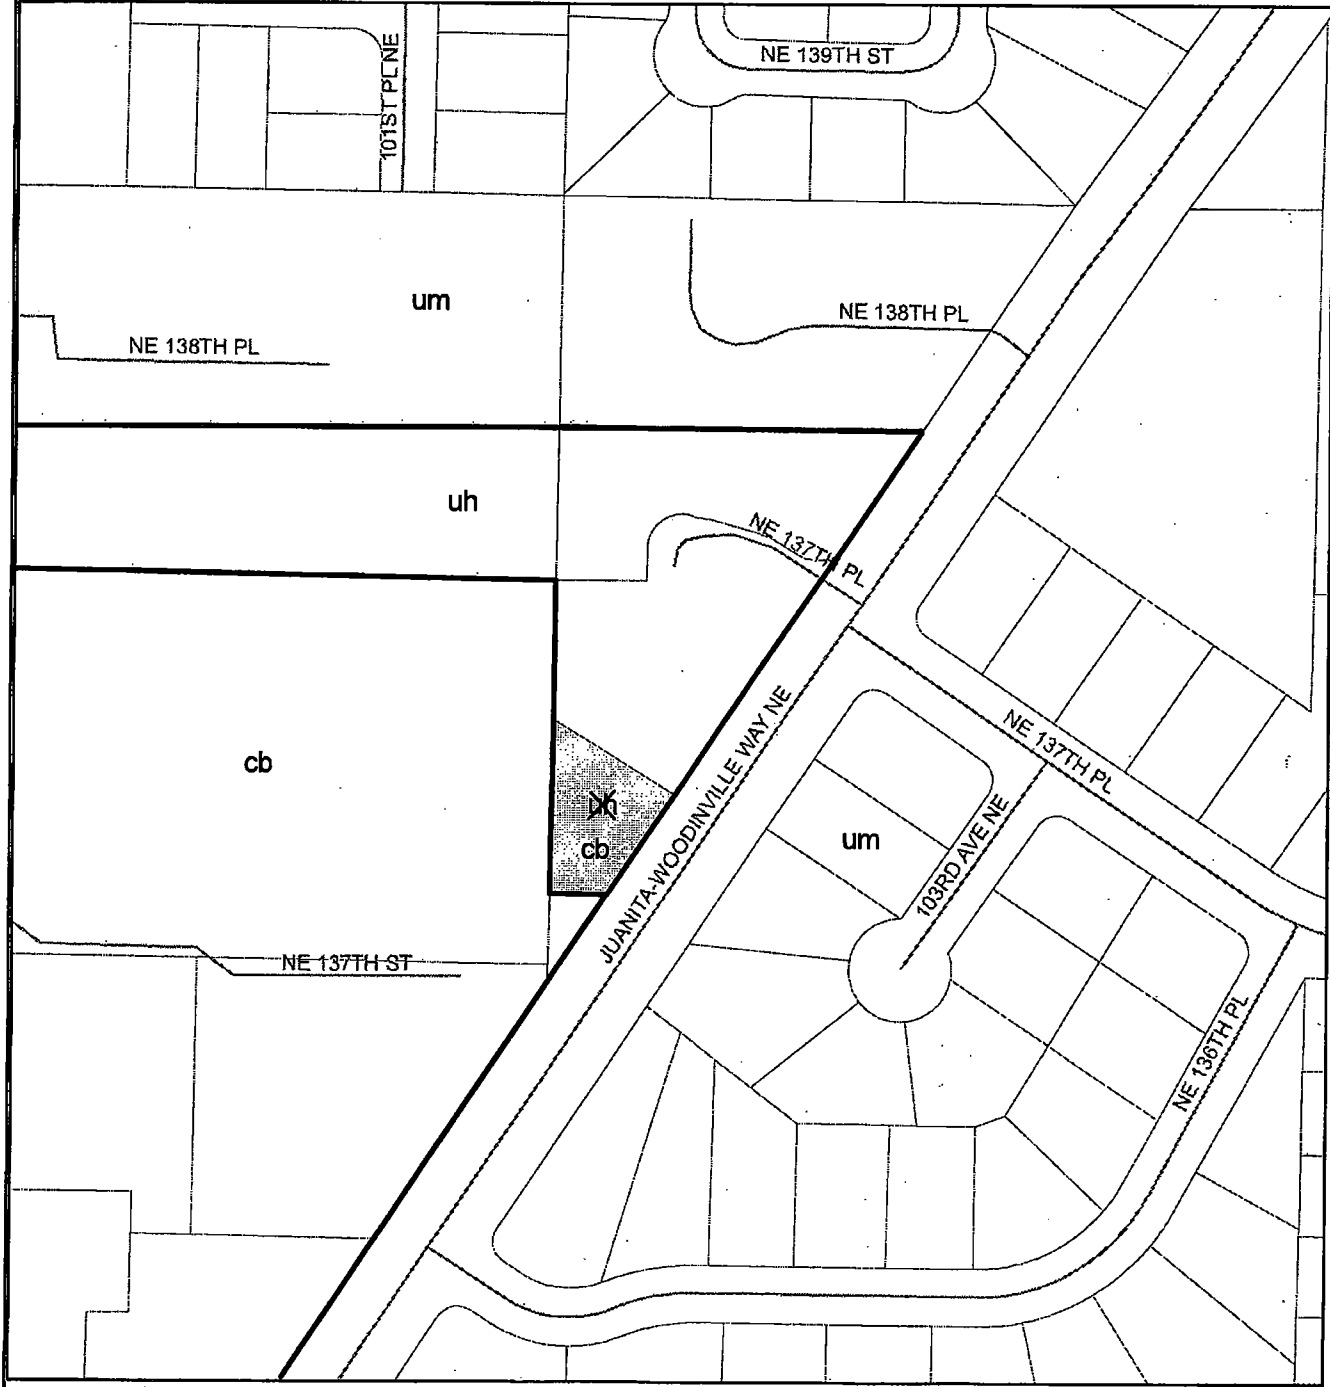 NE 139TH ST
101ST PL NE
um
NE 138TH PL
NE 138TH PL
uh
NE 137TH PL
cb
uh
cb
JUANITA-WOODINVILLE WAY NE
NE 137TH PL
um
103RD AVE NE
NE 137TH ST
NE 136TH PL